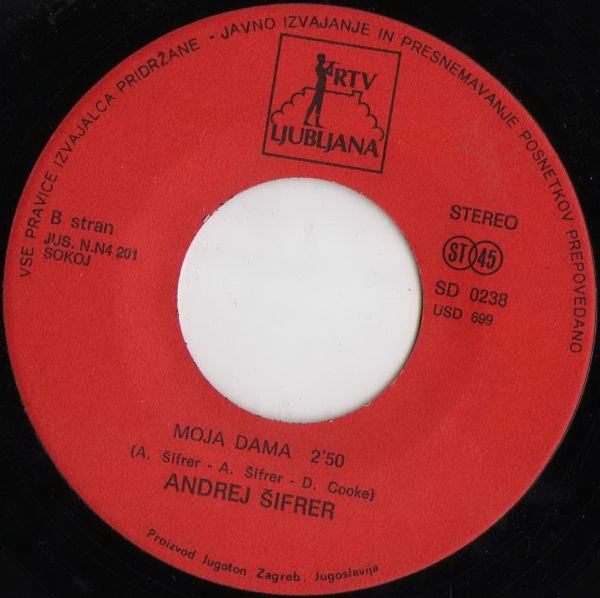 VSE PRAVICE IZVAJALCA PRIDRŽANE - JAVNO IZVAJANJE IN PRESNEMAVANJE POSNETKOV PREPOVEDANO
RTV
LJUBLJANA
B stran
JUS. N.N4 201
SOKOJ
STEREO
ST 45
SD 0238
USD 699
MOJA DAMA 2'50
(A. Šifrer - A. Šifrer - D. Cooke)
ANDREJ ŠIFRER
Proizvod Jugoton Zagreb, Jugoslavija